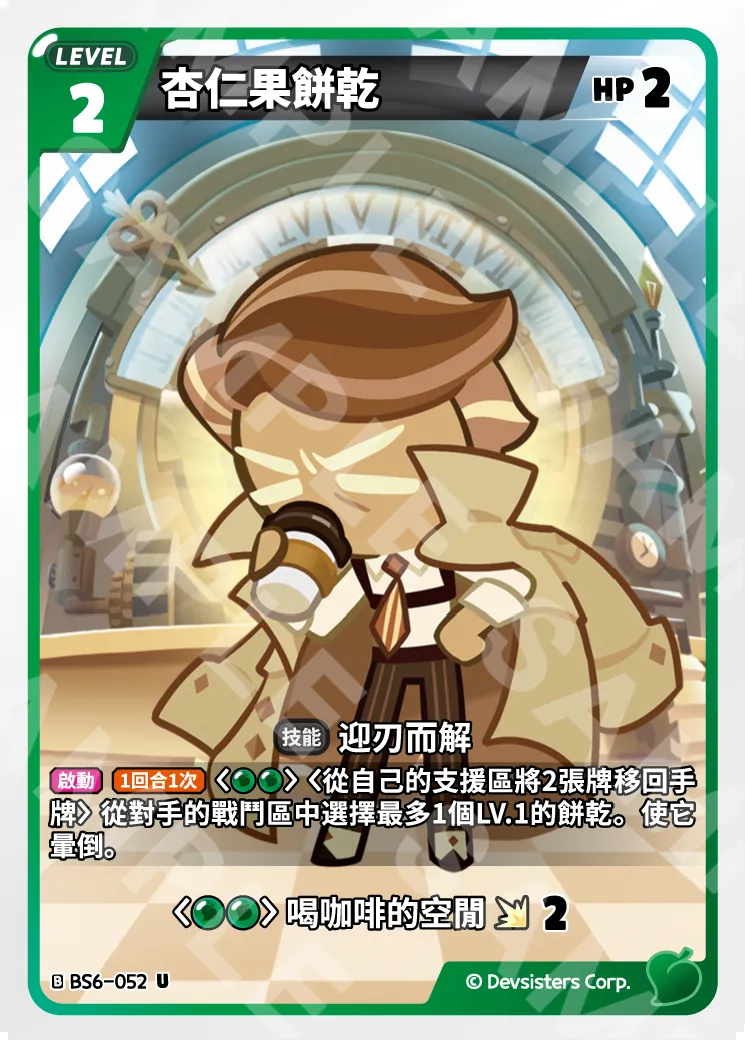 LEVEL
2
杏仁果餅乾
HP 2
技能 迎刃而解
啟動 1回合1次 〈●●〉〈從自己的支援區將2張牌移回手
牌〉從對手的戰鬥區中選擇最多1個LV.1的餅乾。使它
暈倒。
〈●●〉喝咖啡的空閒 2
B BS6-052 U
© Devsisters Corp.